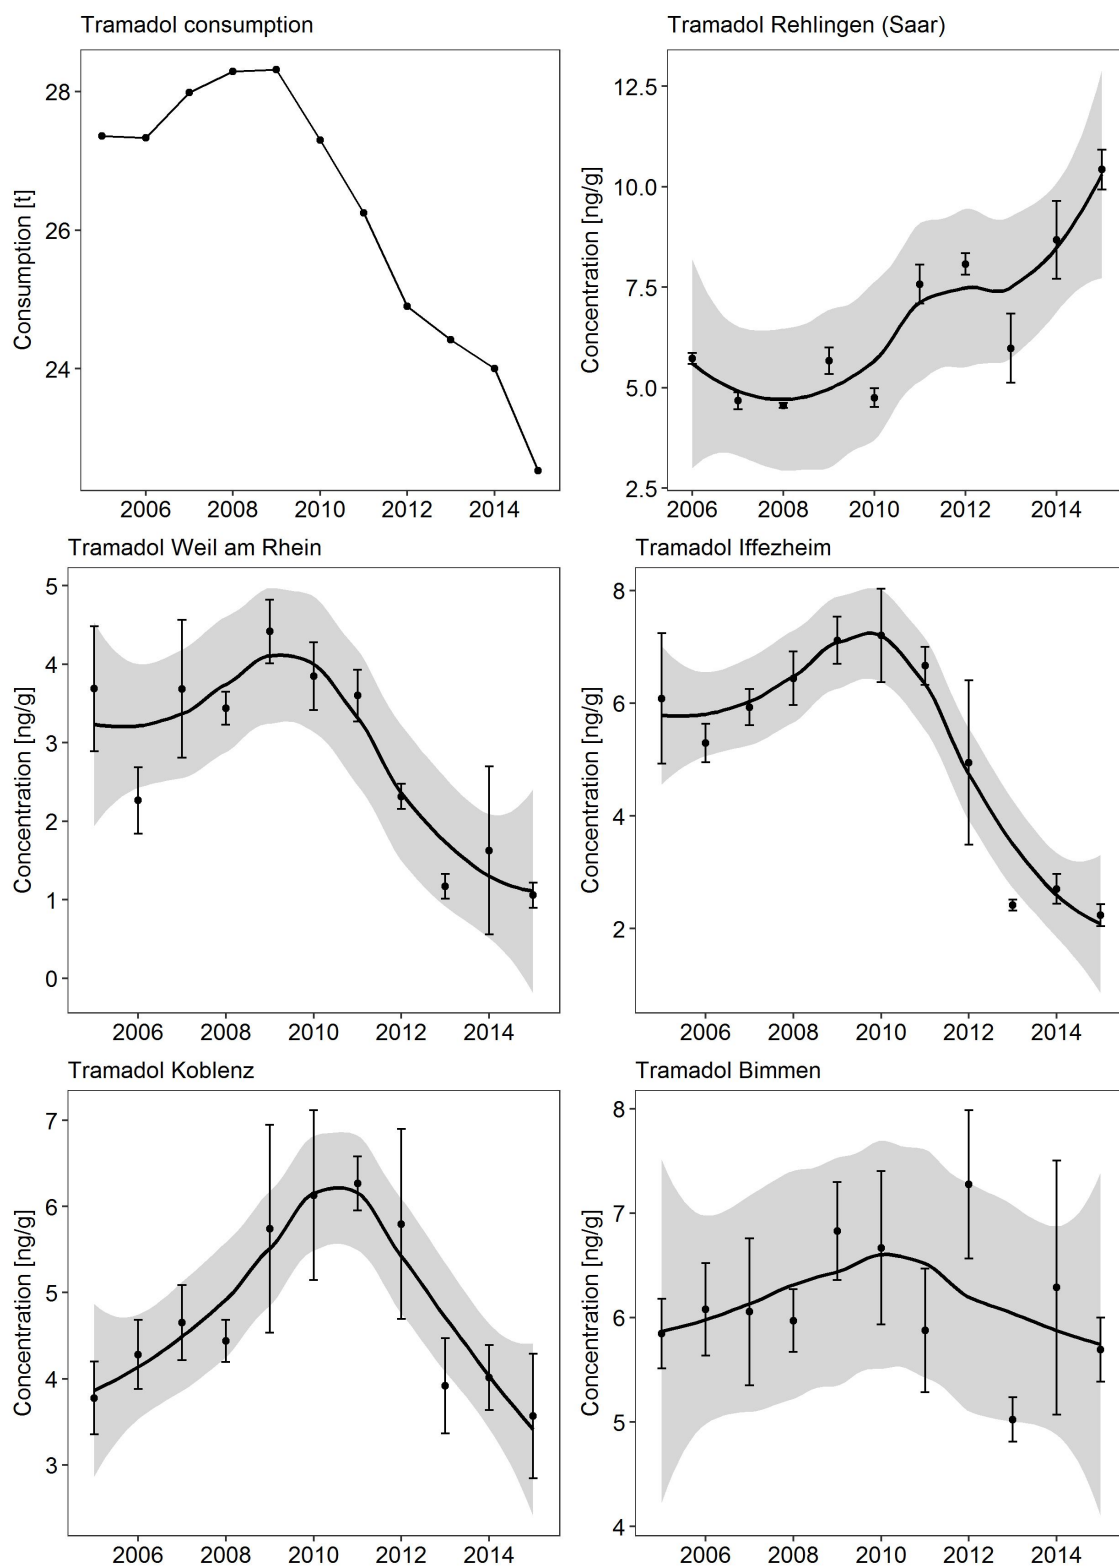 Tramadol consumption
Consumption [t]
28
26
24
2006 2008 2010 2012 2014
Tramadol Rehlingen (Saar)
Concentration [ng/g]
12.5
10.0
7.5
5.0
2.5
2006 2008 2010 2012 2014
Tramadol Weil am Rhein
Concentration [ng/g]
5
4
3
2
1
0
2006 2008 2010 2012 2014
Tramadol Iffezheim
Concentration [ng/g]
8
6
4
2
2006 2008 2010 2012 2014
Tramadol Koblenz
Concentration [ng/g]
7
6
5
4
3
2006 2008 2010 2012 2014
Tramadol Bimmen
Concentration [ng/g]
8
7
6
5
4
2006 2008 2010 2012 2014